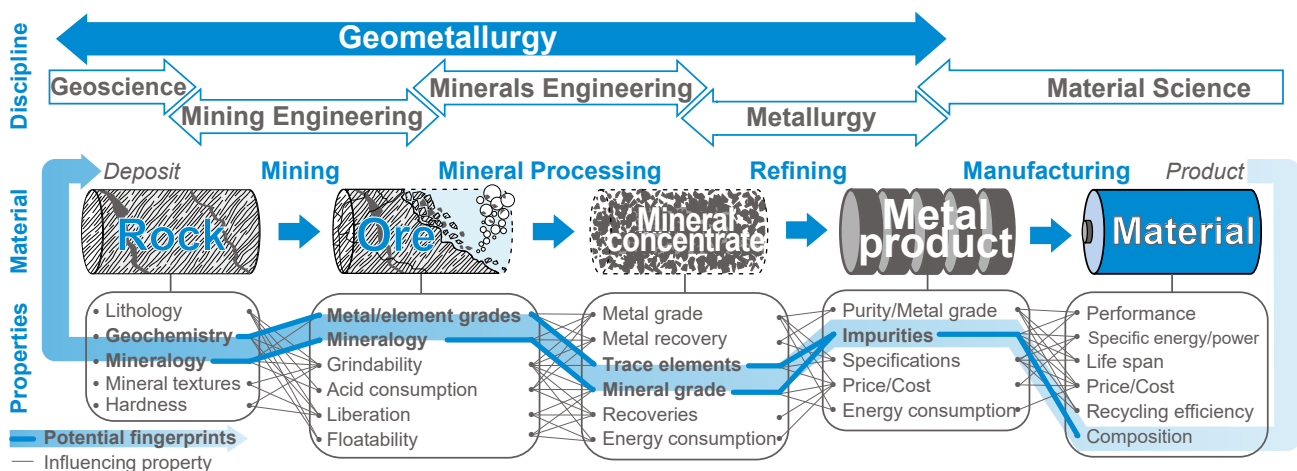 Discipline
Geometallurgy
Geoscience
Mining Engineering
Minerals Engineering
Metallurgy
Material Science
Material
Deposit
Mining
Mineral Processing
Refining
Manufacturing
Product
Rock
Ore
Mineral
concentrate
Metal
product
Material
Properties
• Lithology
• Geochemistry
• Mineralogy
• Mineral textures
• Hardness
Metal/element grades
Mineralogy
Grindability
Acid consumption
Liberation
Floatability
Metal grade
Metal recovery
Trace elements
Mineral grade
Recoveries
Energy consumption
Purity/Metal grade
Impurities
Specifications
Price/Cost
Energy consumption
Performance
Specific energy/power
Life span
Price/Cost
Recycling efficiency
Composition
Potential fingerprints
Influencing property